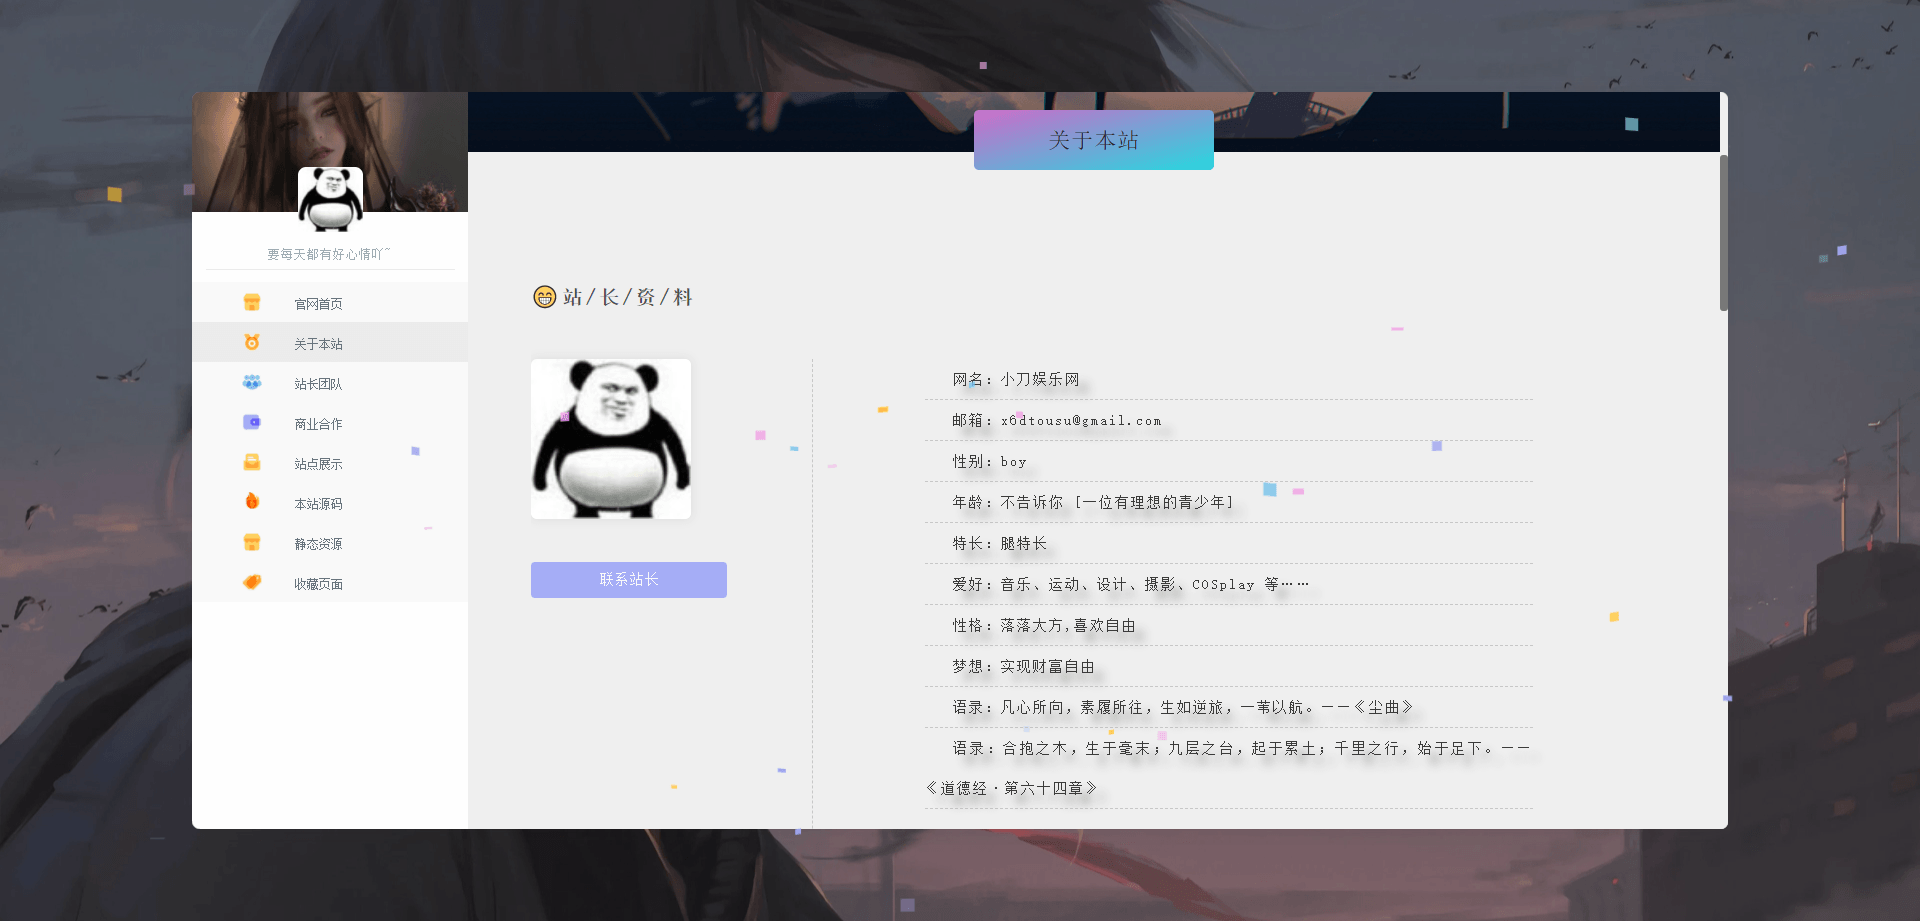 关于本站
要每天都有好心情吖~
官网首页
关于本站
站长团队
商业合作
站点展示
本站源码
静态资源
收藏页面
站/长/资/料
联系站长
网名：小刀娱乐网
邮箱：x6dtousu@gmail.com
性别：boy
年龄：不告诉你 [一位有理想的青少年]
特长：腿特长
爱好：音乐、运动、设计、摄影、COSplay 等……
性格：落落大方,喜欢自由
梦想：实现财富自由
语录：凡心所向，素履所往，生如逆旅，一苇以航。——《尘曲》
语录：合抱之木，生于毫末；九层之台，起于累土；千里之行，始于足下。——
《道德经·第六十四章》